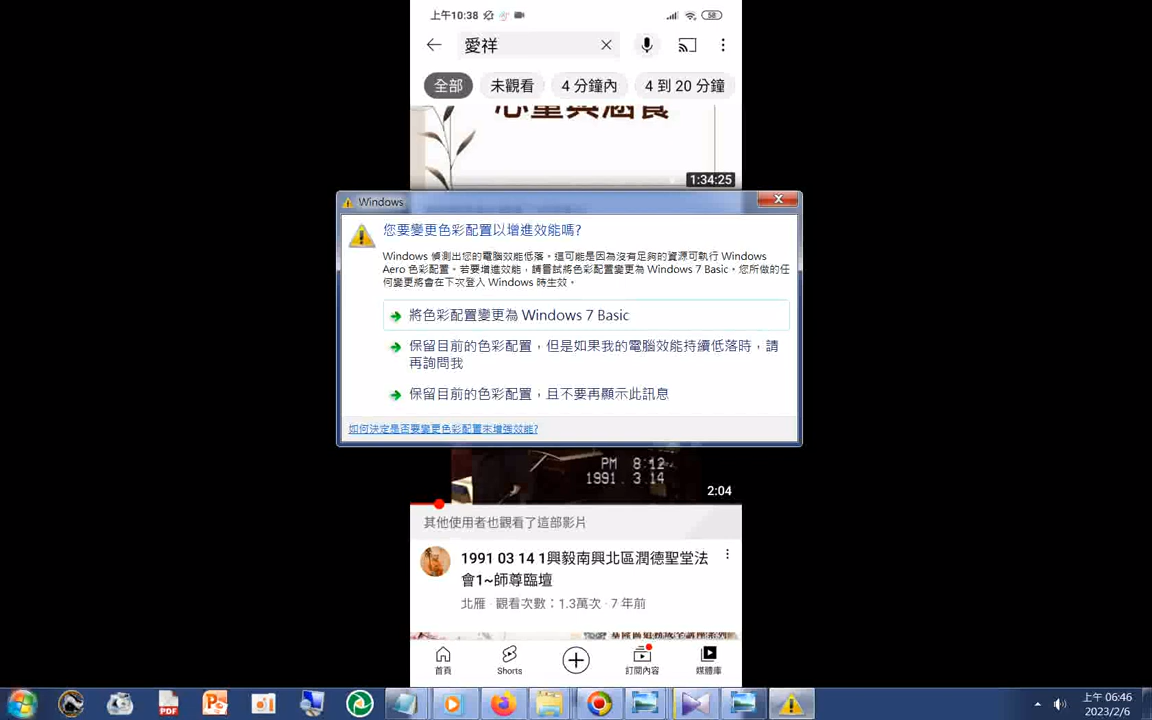 上午10:38
58
愛祥
全部
未觀看
4 分鐘內
4 到 20 分鐘
心靈與涵養
1:34:25
Windows
您要變更色彩配置以增進效能嗎?
Windows 偵測出您的電腦效能低落。這可能是因為沒有足夠的資源可執行 Windows
Aero 色彩配置。若要增進效能，請嘗試將色彩配置變更為 Windows 7 Basic。您所做的任
何變更將會在下次登入 Windows 時生效。
將色彩配置變更為 Windows 7 Basic
保留目前的色彩配置，但是如果我的電腦效能持續低落時，請
再詢問我
保留目前的色彩配置，且不要再顯示此訊息
如何決定是否要變更色彩配置來增強效能?
PM 8:12
1991. 3.14
2:04
其他使用者也觀看了這部影片
1991 03 14 1興毅南興北區潤德聖堂法
會1~師尊臨壇
北雁 · 觀看次數：1.3萬次 · 7 年前
首頁
Shorts
訂閱內容
媒體庫
PDF
上午 06:46
2023/2/6